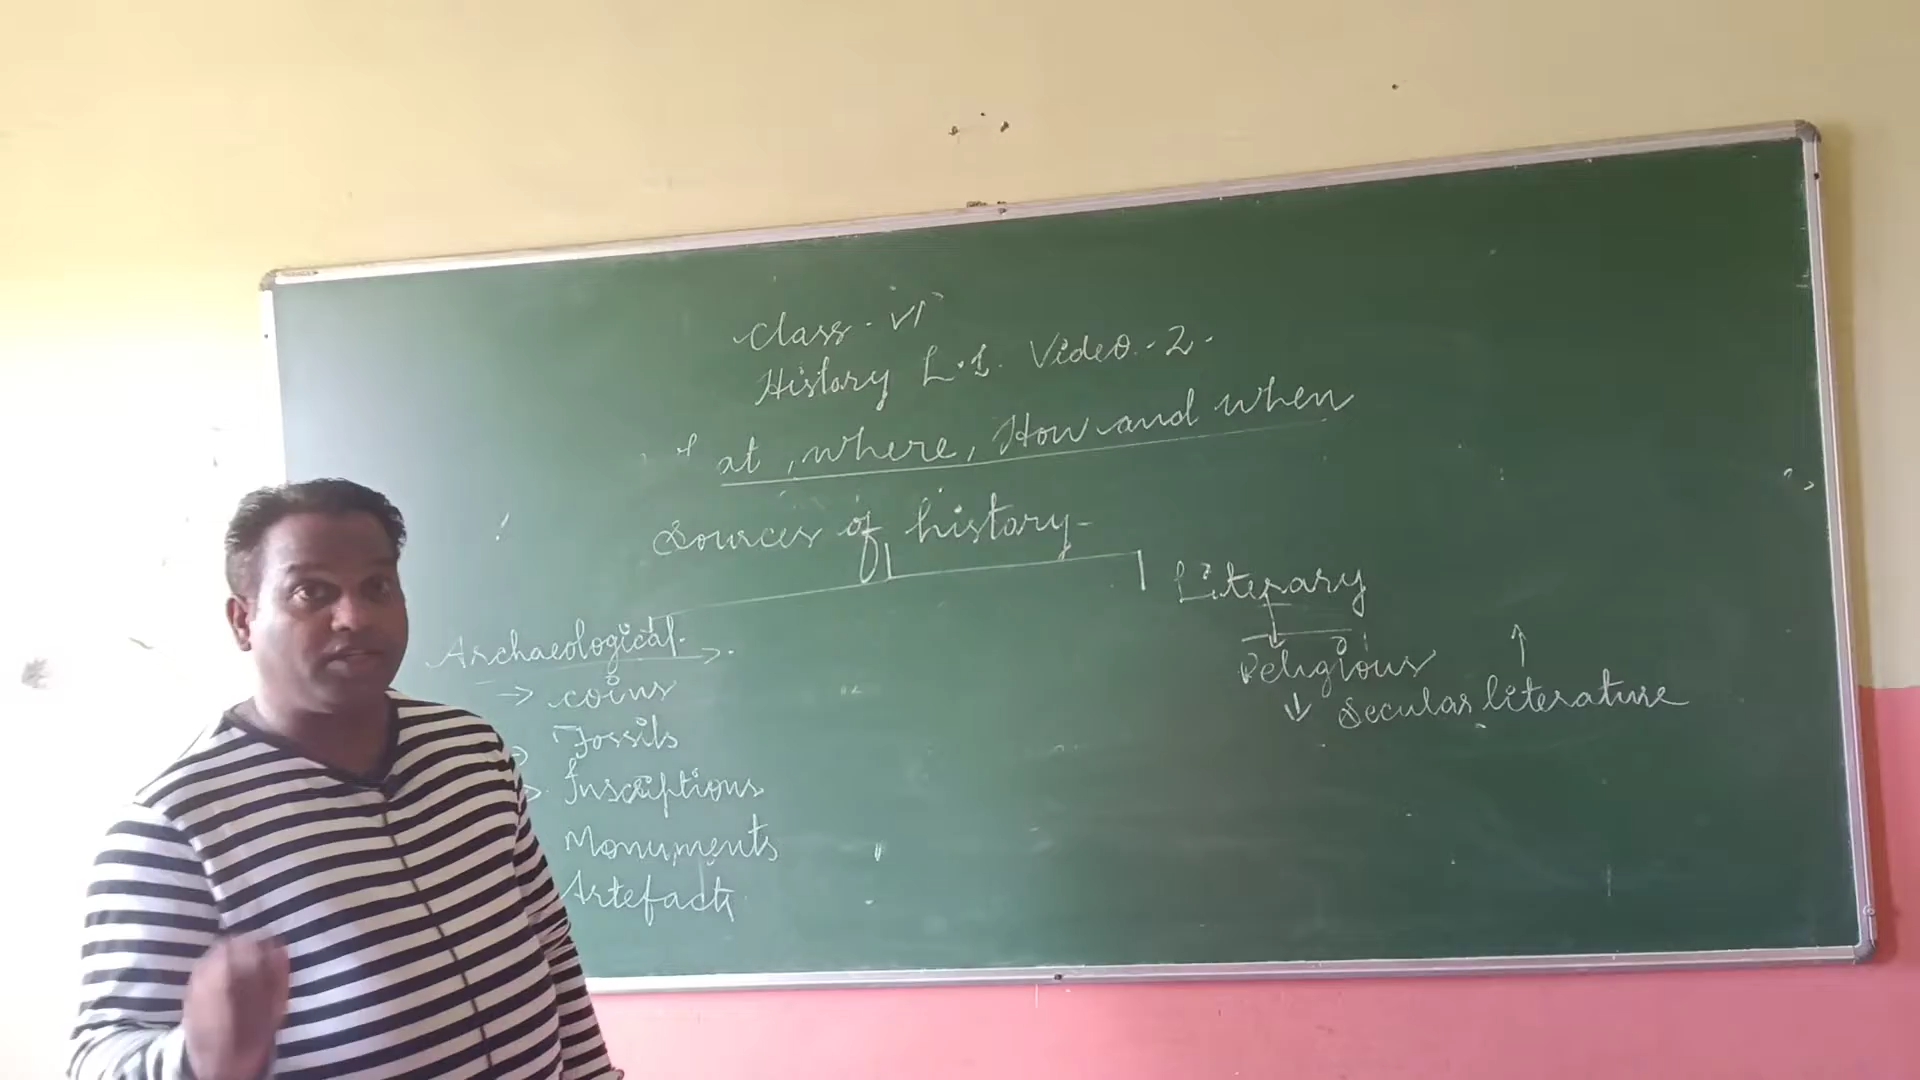 Class - VI
History L.1. Video - 2.
at, where, How and when
Sources of history -
Archaeological.
→ coins
Fossils
Inscriptions
Monuments
Artefacts
Literary
Religious
Secular literature